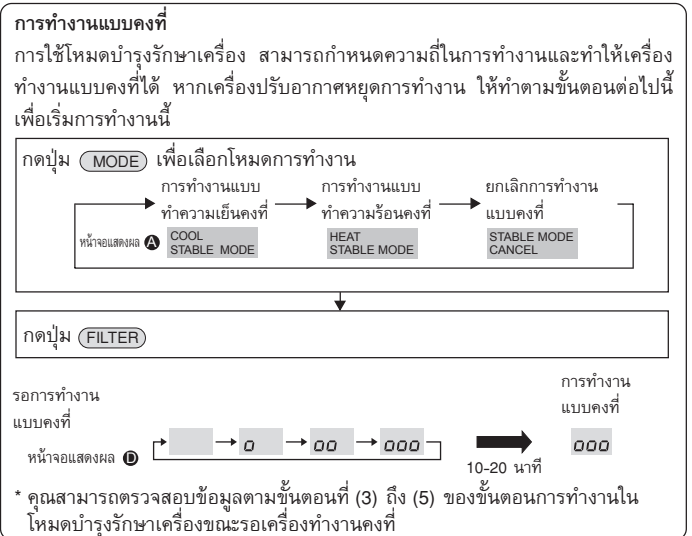 การทำงานแบบคงที่
การใช้โหมดบำรุงรักษาเครื่อง สามารถกำหนดความถี่ในการทำงานและทำให้เครื่อง
ทำงานแบบคงที่ได้ หากเครื่องปรับอากาศหยุดการทำงาน ให้ทำตามขั้นตอนต่อไปนี้
เพื่อเริ่มการทำงานนี้
กดปุ่ม MODE เพื่อเลือกโหมดการทำงาน
การทำงานแบบ
ทำความเย็นคงที่
การทำงานแบบ
ทำความร้อนคงที่
ยกเลิกการทำงาน
แบบคงที่
หน้าจอแสดงผล A
COOL
STABLE MODE
HEAT
STABLE MODE
STABLE MODE
CANCEL
กดปุ่ม FILTER
รอการทำงาน
แบบคงที่
หน้าจอแสดงผล D
o
oo
ooo
10-20 นาที
การทำงาน
แบบคงที่
ooo
* คุณสามารถตรวจสอบข้อมูลตามขั้นตอนที่ (3) ถึง (5) ของขั้นตอนการทำงานใน
โหมดบำรุงรักษาเครื่องขณะรอเครื่องทำงานคงที่